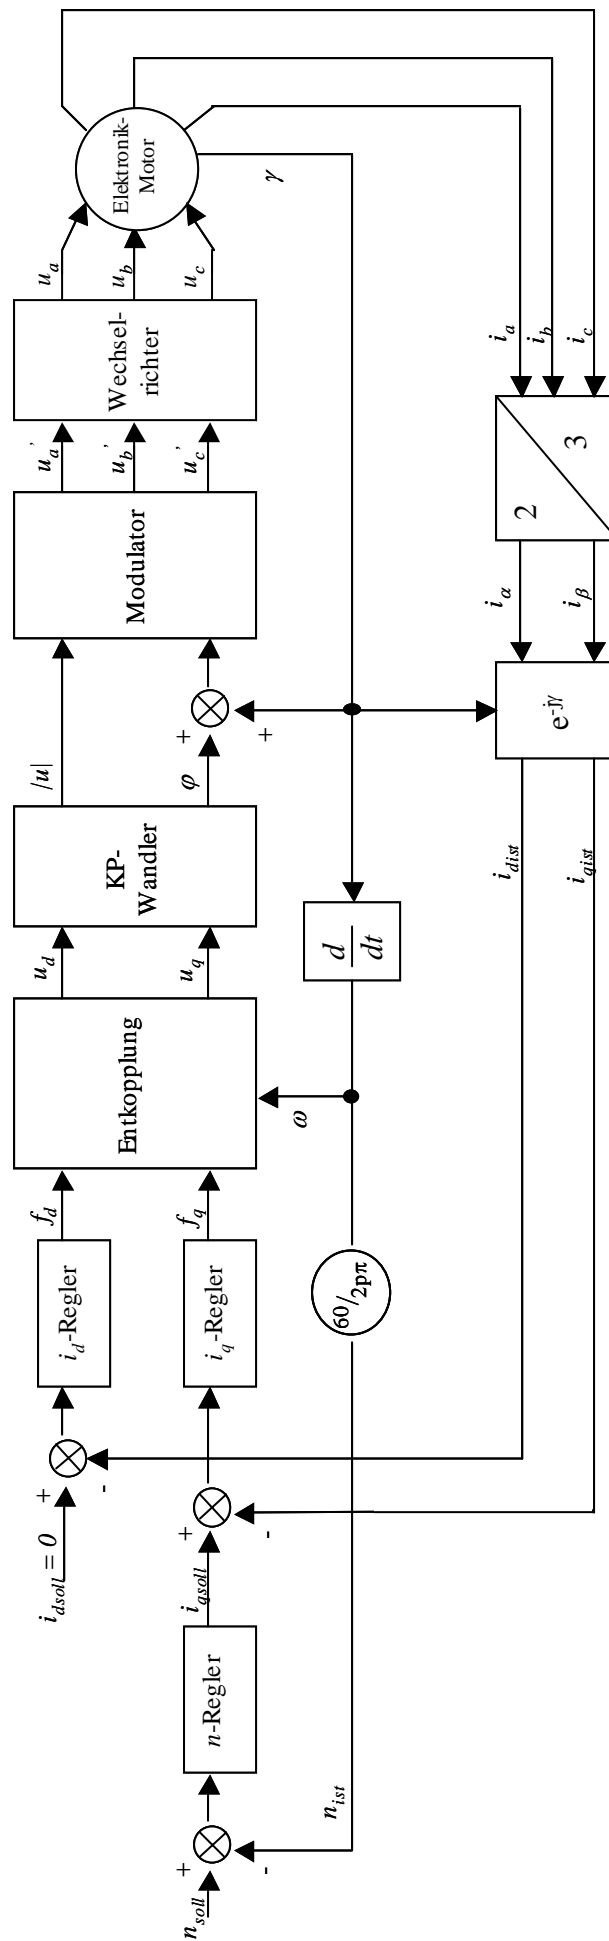 n_soll
+
-
n-Regler
i_qsoll
i_dsoll = 0
+
-
+
-
i_d-Regler
i_q-Regler
f_d
f_q
Entkopplung
u_d
u_q
KP-
Wandler
|u|
φ
+
+
Modulator
u_a'
u_b'
u_c'
Wechsel-
richter
u_a
u_b
u_c
Elektronik-
Motor
γ
n_ist
60/2pπ
ω
d
dt
i_dist
i_qist
e^-jγ
i_α
i_β
2
3
i_a
i_b
i_c